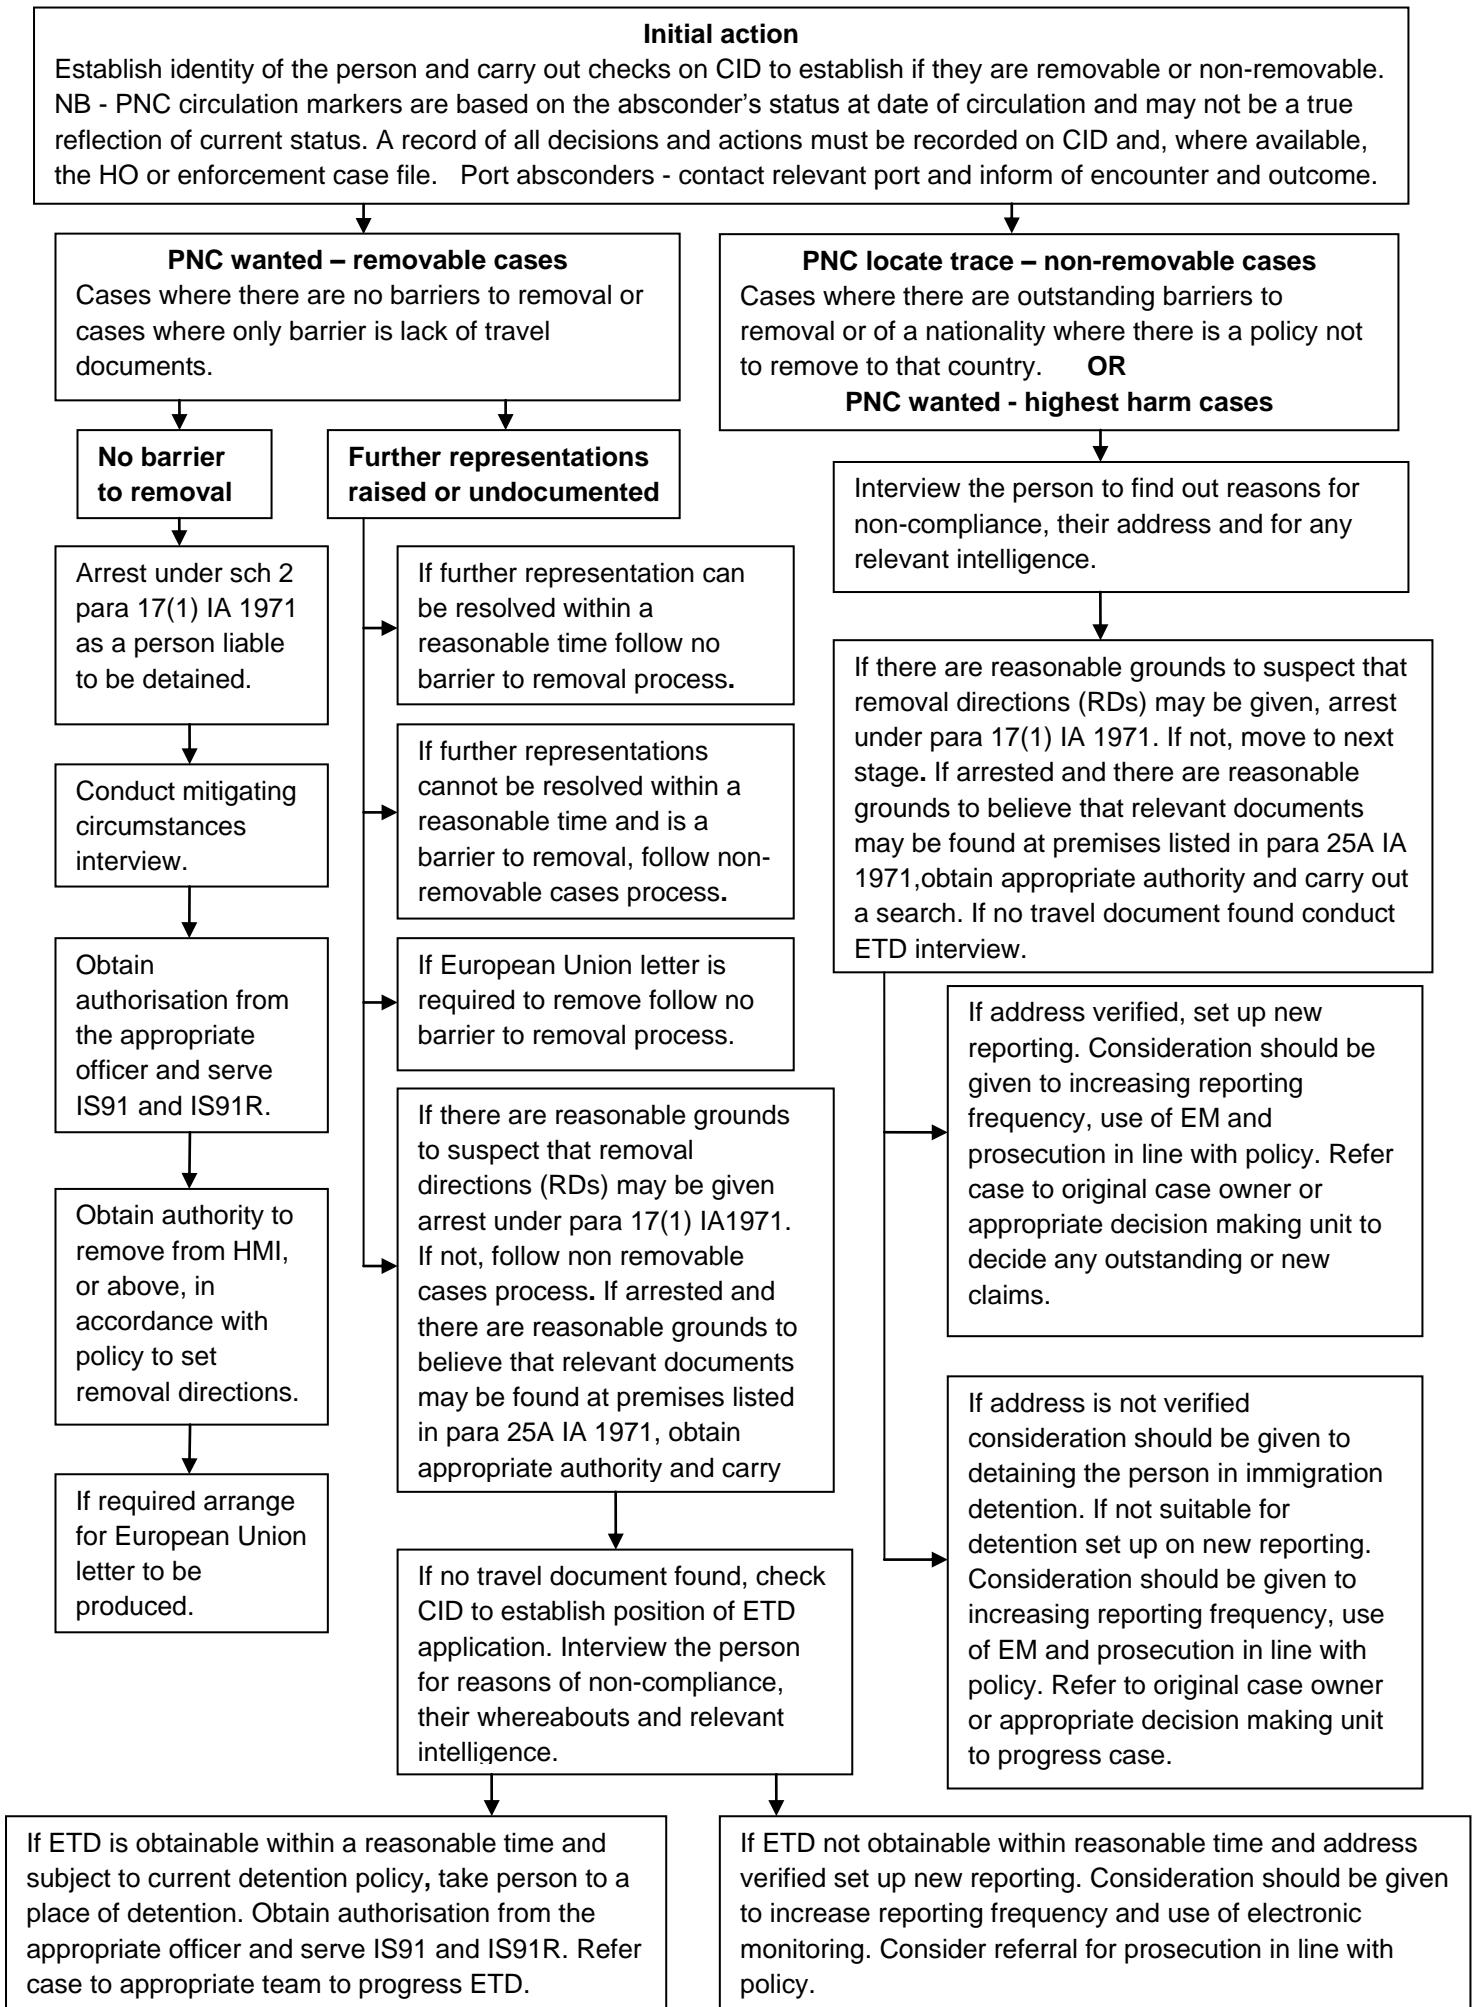 Initial action
Establish identity of the person and carry out checks on CID to establish if they are removable or non-removable.
NB - PNC circulation markers are based on the absconder's status at date of circulation and may not be a true
reflection of current status. A record of all decisions and actions must be recorded on CID and, where available,
the HO or enforcement case file. Port absconders - contact relevant port and inform of encounter and outcome.
PNC wanted – removable cases
Cases where there are no barriers to removal or
cases where only barrier is lack of travel
documents.
PNC locate trace – non-removable cases
Cases where there are outstanding barriers to
removal or of a nationality where there is a policy not
to remove to that country. OR
PNC wanted - highest harm cases
No barrier
to removal
Further representations
raised or undocumented
Arrest under sch 2
para 17(1) IA 1971
as a person liable
to be detained.
Conduct mitigating
circumstances
interview.
Obtain
authorisation from
the appropriate
officer and serve
IS91 and IS91R.
Obtain authority to
remove from HMI,
or above, in
accordance with
policy to set
removal directions.
If required arrange
for European Union
letter to be
produced.
If further representation can
be resolved within a
reasonable time follow no
barrier to removal process.
If further representations
cannot be resolved within a
reasonable time and is a
barrier to removal, follow non-
removable cases process.
If European Union letter is
required to remove follow no
barrier to removal process.
If there are reasonable grounds
to suspect that removal
directions (RDs) may be given
arrest under para 17(1) IA1971.
If not, follow non removable
cases process. If arrested and
there are reasonable grounds to
believe that relevant documents
may be found at premises listed
in para 25A IA 1971, obtain
appropriate authority and carry
If no travel document found, check
CID to establish position of ETD
application. Interview the person
for reasons of non-compliance,
their whereabouts and relevant
intelligence.
Interview the person to find out reasons for
non-compliance, their address and for any
relevant intelligence.
If there are reasonable grounds to suspect that
removal directions (RDs) may be given, arrest
under para 17(1) IA 1971. If not, move to next
stage. If arrested and there are reasonable
grounds to believe that relevant documents
may be found at premises listed in para 25A IA
1971,obtain appropriate authority and carry out
a search. If no travel document found conduct
ETD interview.
If address verified, set up new
reporting. Consideration should be
given to increasing reporting
frequency, use of EM and
prosecution in line with policy. Refer
case to original case owner or
appropriate decision making unit to
decide any outstanding or new
claims.
If address is not verified
consideration should be given to
detaining the person in immigration
detention. If not suitable for
detention set up on new reporting.
Consideration should be given to
increasing reporting frequency, use
of EM and prosecution in line with
policy. Refer to original case owner
or appropriate decision making unit
to progress case.
If ETD is obtainable within a reasonable time and
subject to current detention policy, take person to a
place of detention. Obtain authorisation from the
appropriate officer and serve IS91 and IS91R. Refer
case to appropriate team to progress ETD.
If ETD not obtainable within reasonable time and address
verified set up new reporting. Consideration should be given
to increase reporting frequency and use of electronic
monitoring. Consider referral for prosecution in line with
policy.